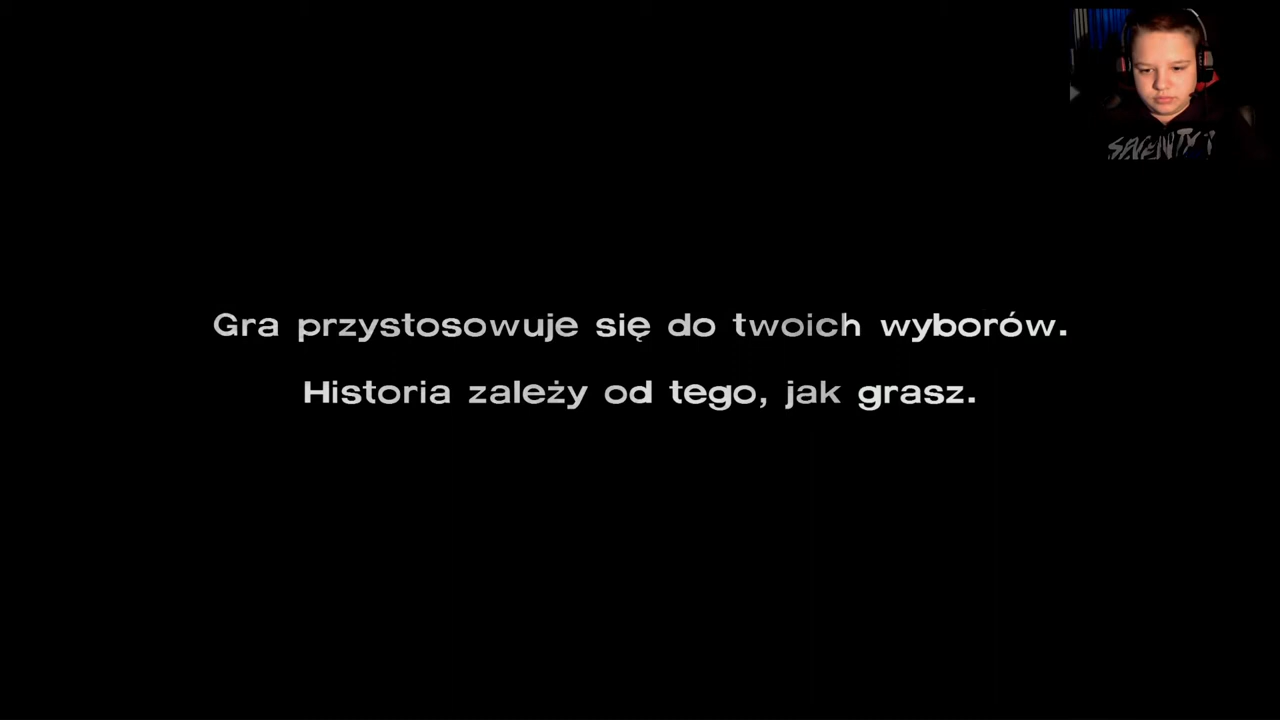 Gra przystosowuje się do twoich wyborów.
Historia zależy od tego, jak grasz.